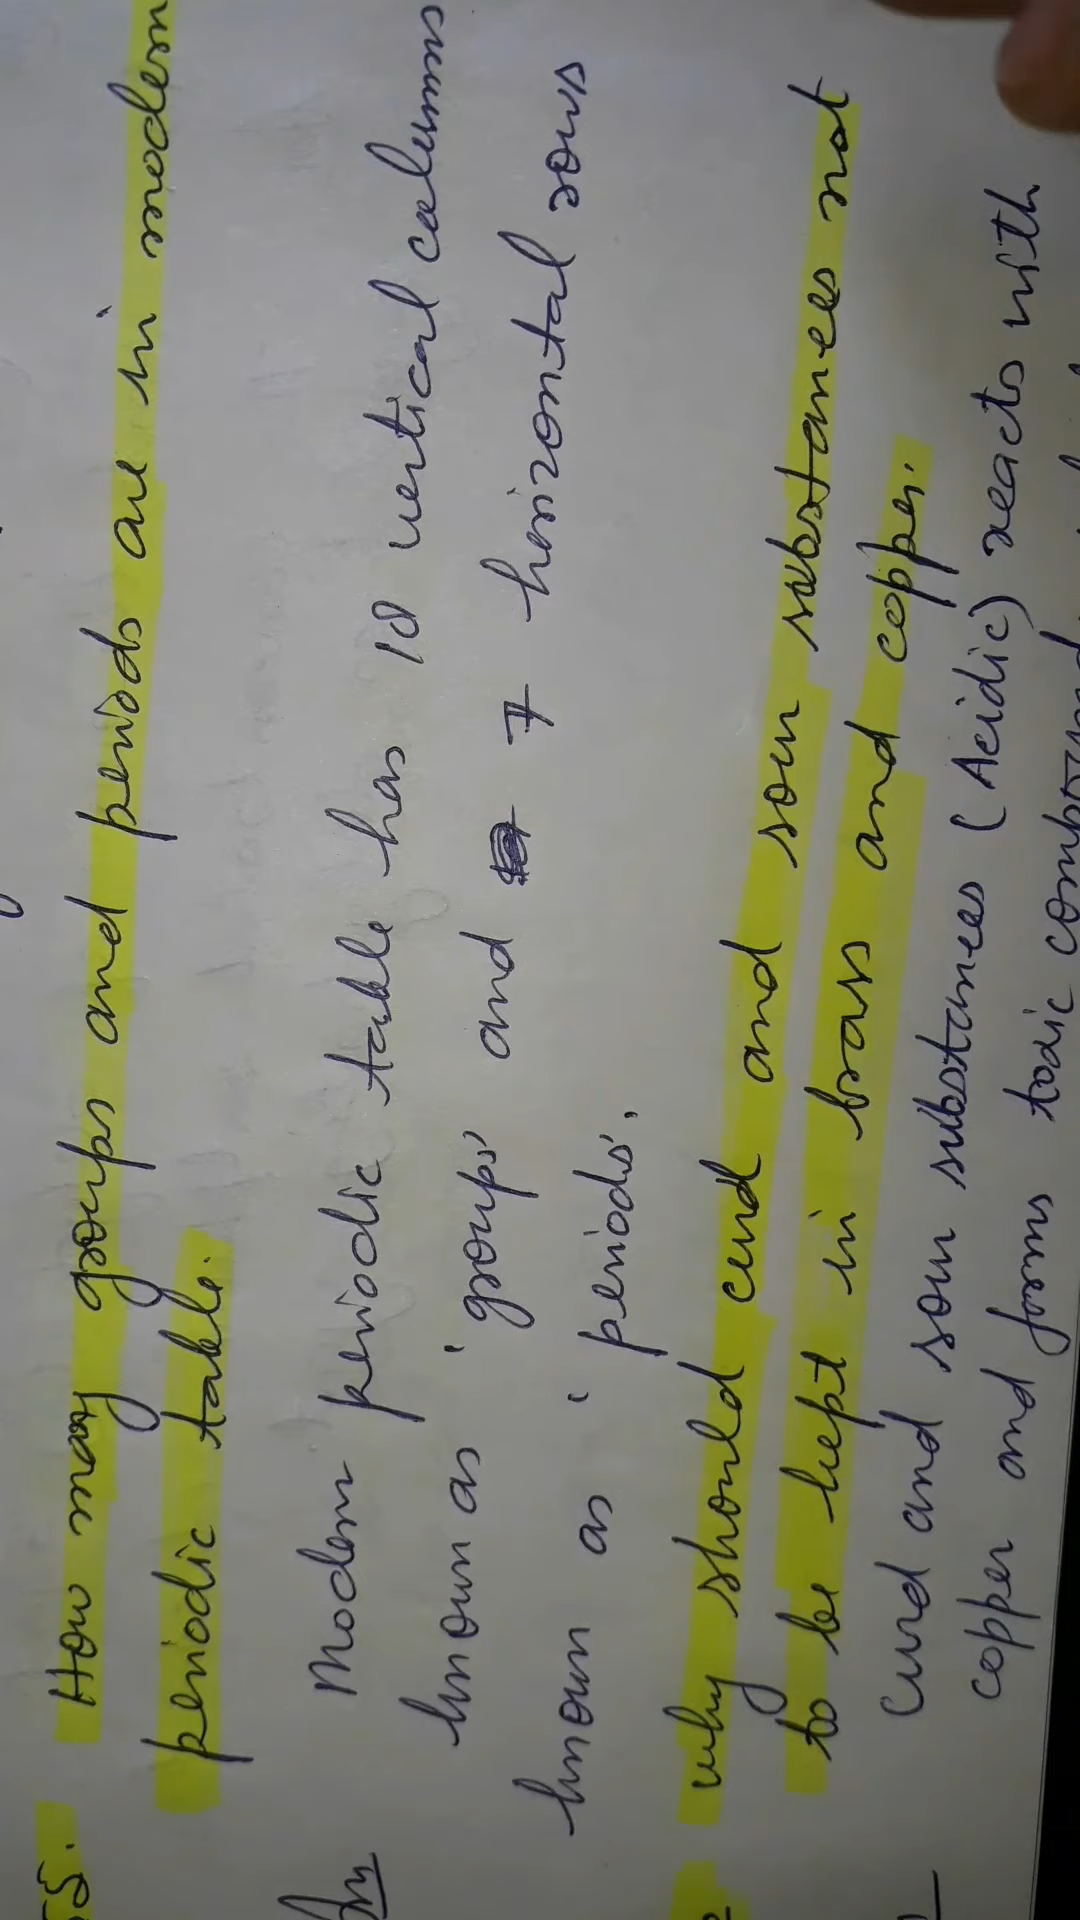 55. How many groups and periods are in modern
periodic table.
Ans Modern periodic table has 18 vertical columns
known as 'groups' and 7 horizontal rows
known as 'periods'.
why should curd and sour substances not
to be kept in brass and copper.
Curd and sour substances (Acidic) reacts with
copper and forms toxic